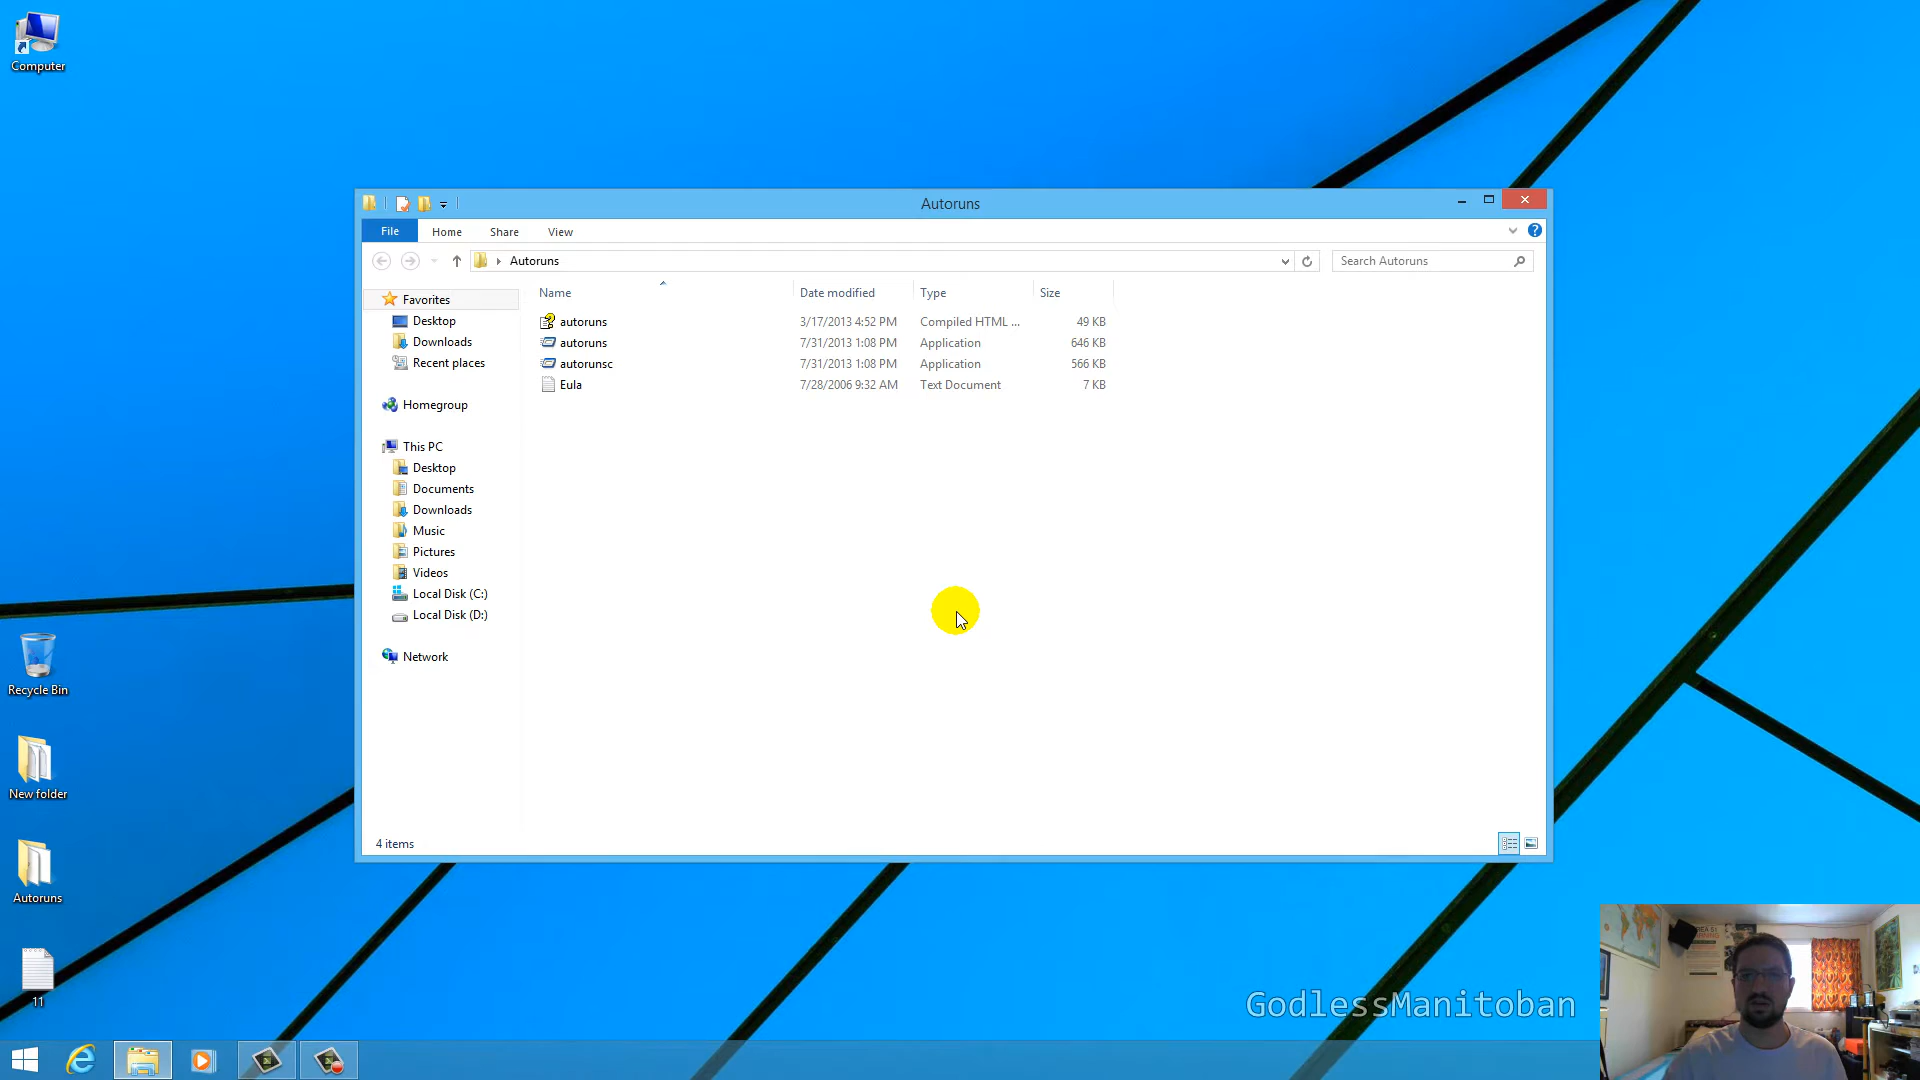 Computer
Autoruns
File Home Share View
Autoruns
Search Autoruns
Name Date modified Type Size
autoruns 3/17/2013 4:52 PM Compiled HTML ... 49 KB
autoruns 7/31/2013 1:08 PM Application 646 KB
autorunsc 7/31/2013 1:08 PM Application 566 KB
Eula 7/28/2006 9:32 AM Text Document 7 KB
Favorites
Desktop
Downloads
Recent places
Homegroup
This PC
Desktop
Documents
Downloads
Music
Pictures
Videos
Local Disk (C:)
Local Disk (D:)
Network
4 items
Recycle Bin
New folder
Autoruns
11
GodlessManitoban